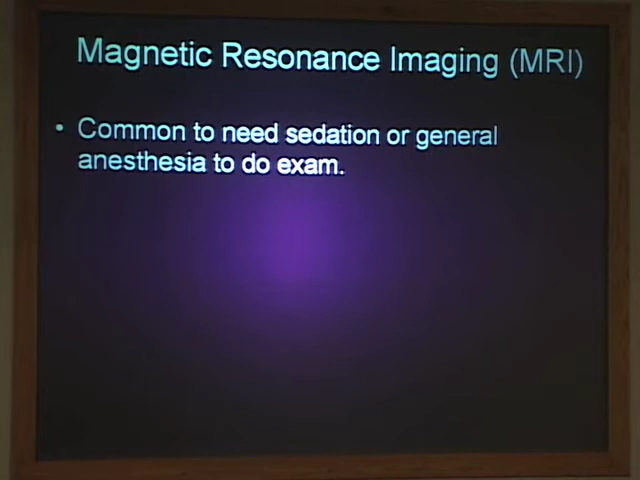 Magnetic Resonance Imaging (MRI)
• Common to need sedation or general
anesthesia to do exam.